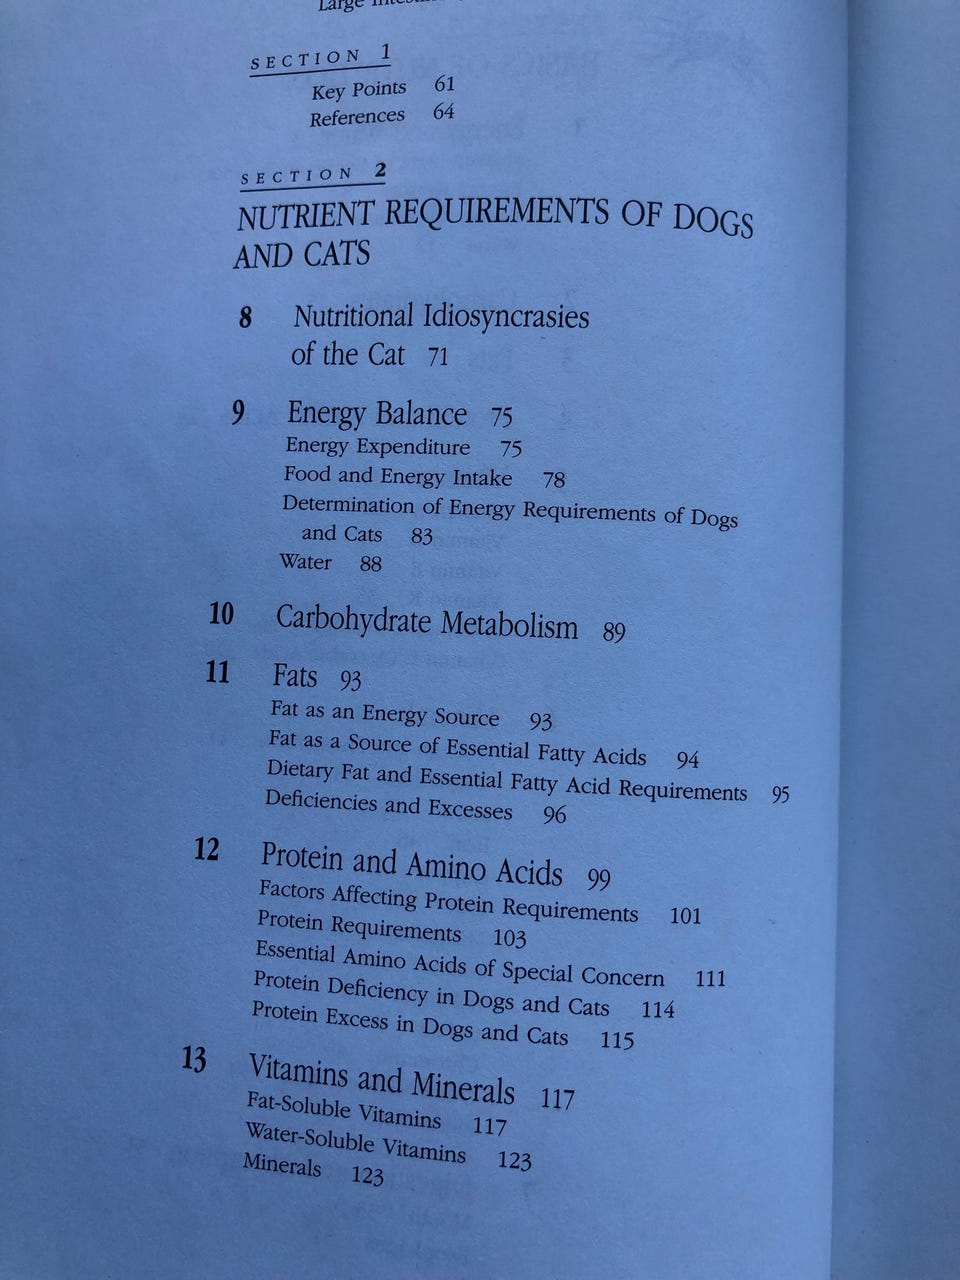 Large
SECTION 1
Key Points 61
References 64
SECTION 2
NUTRIENT REQUIREMENTS OF DOGS
AND CATS
8 Nutritional Idiosyncrasies
of the Cat 71
9 Energy Balance 75
Energy Expenditure 75
Food and Energy Intake 78
Determination of Energy Requirements of Dogs
and Cats 83
Water 88
10 Carbohydrate Metabolism 89
11 Fats 93
Fat as an Energy Source 93
Fat as a Source of Essential Fatty Acids 94
Dietary Fat and Essential Fatty Acid Requirements 95
Deficiencies and Excesses 96
12 Protein and Amino Acids 99
Factors Affecting Protein Requirements 101
Protein Requirements 103
Essential Amino Acids of Special Concern 111
Protein Deficiency in Dogs and Cats 114
Protein Excess in Dogs and Cats 115
13 Vitamins and Minerals 117
Fat-Soluble Vitamins 117
Water-Soluble Vitamins 123
Minerals 123